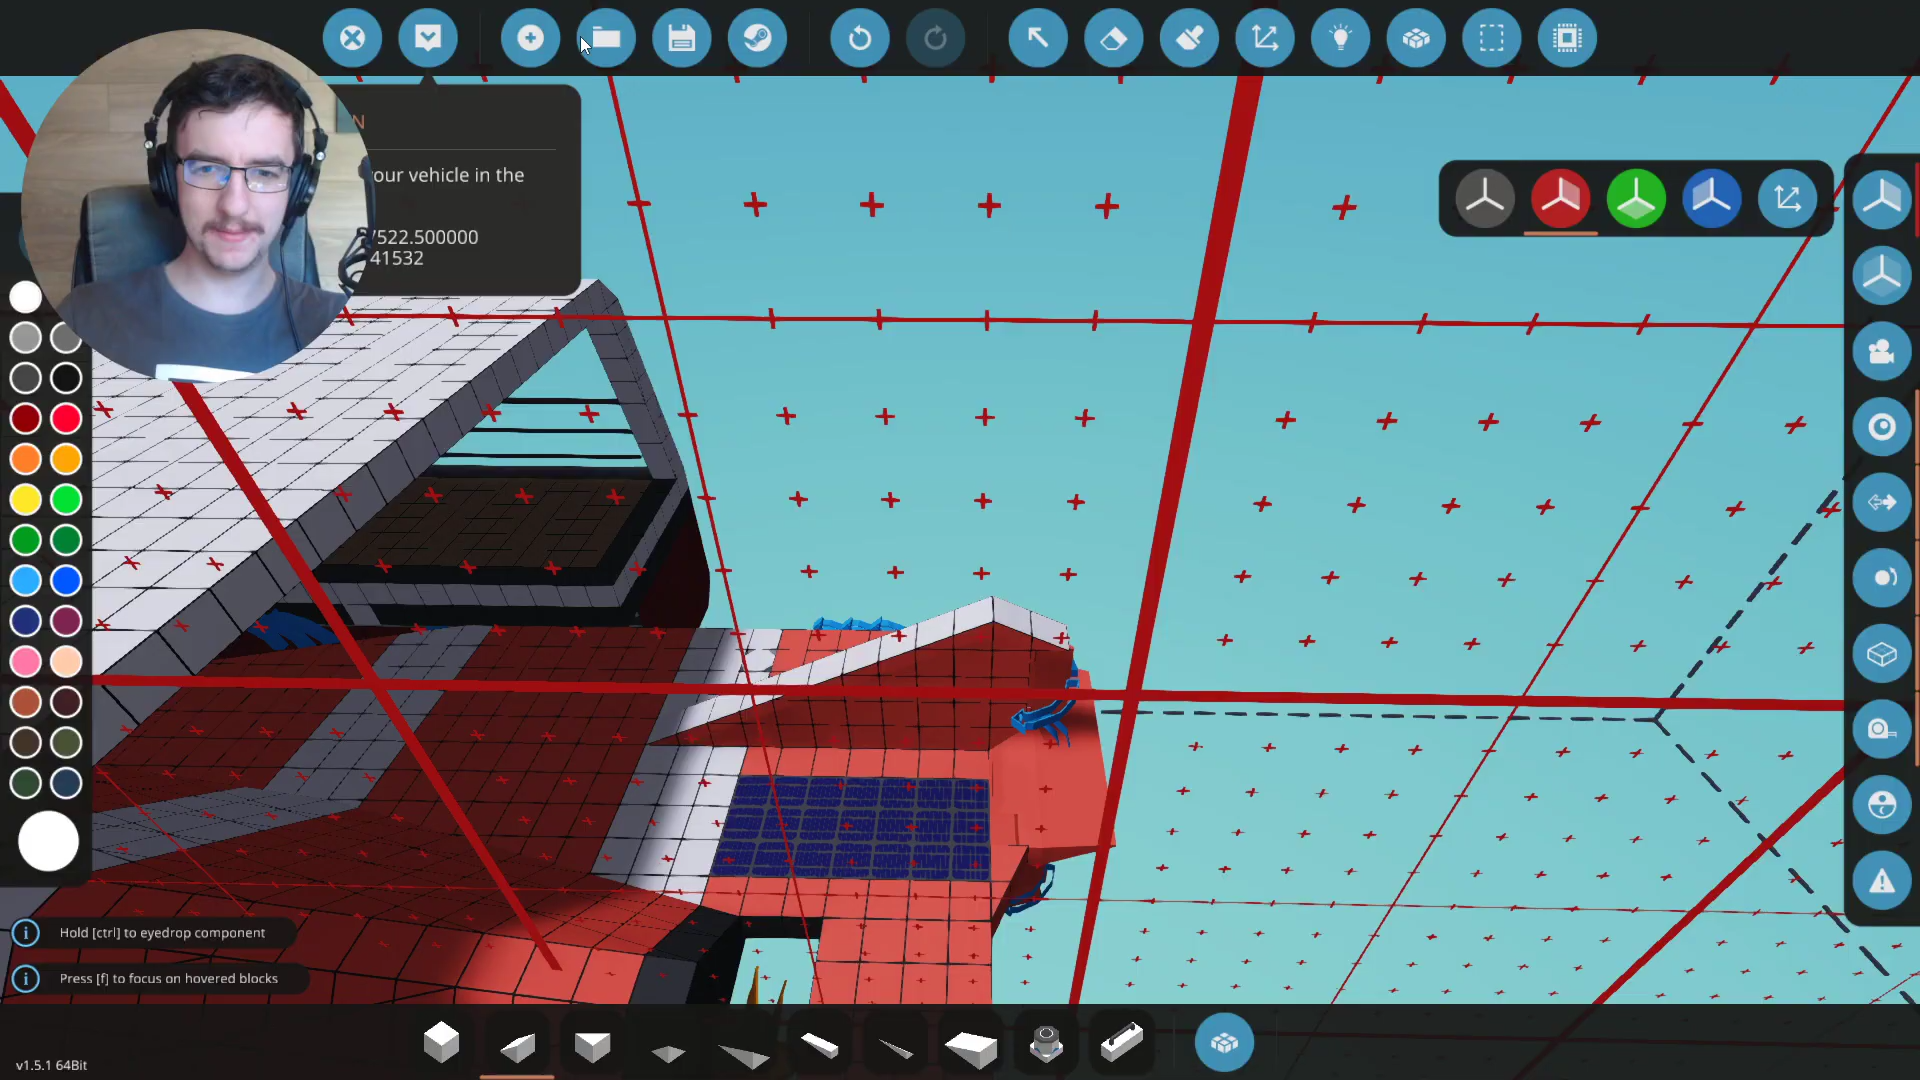 N
our vehicle in the
7522.500000
41532
Hold [ctrl] to eyedrop component
Press [f] to focus on hovered blocks
v1.5.1 64Bit